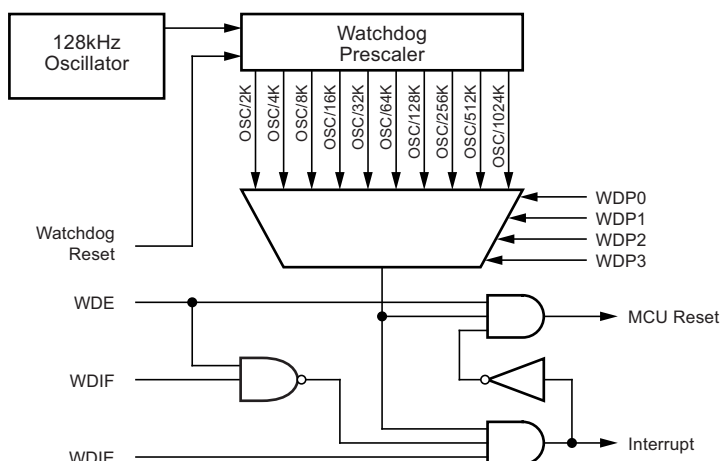 128kHz
Oscillator
Watchdog
Prescaler
OSC/2K
OSC/4K
OSC/8K
OSC/16K
OSC/32K
OSC/64K
OSC/128K
OSC/256K
OSC/512K
OSC/1024K
WDP0
WDP1
WDP2
WDP3
Watchdog
Reset
WDE
MCU Reset
WDIF
Interrupt
WDIE